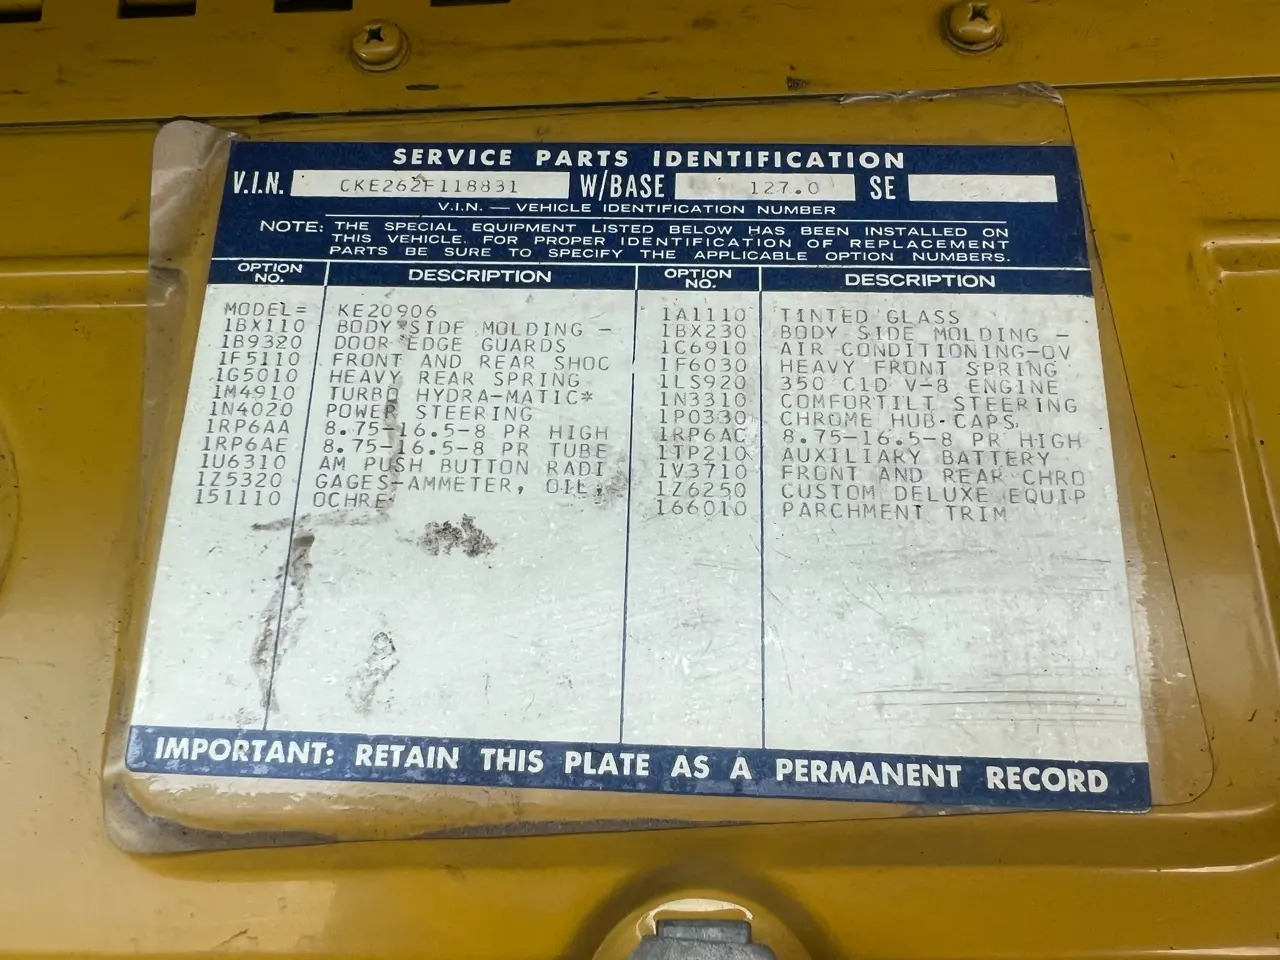 SERVICE PARTS IDENTIFICATION
V.I.N. CKE262F118831 W/BASE 127.0 SE
V.I.N. — VEHICLE IDENTIFICATION NUMBER
NOTE: THE SPECIAL EQUIPMENT LISTED BELOW HAS BEEN INSTALLED ON
THIS VEHICLE. FOR PROPER IDENTIFICATION OF REPLACEMENT
PARTS BE SURE TO SPECIFY THE APPLICABLE OPTION NUMBERS.
OPTION NO. DESCRIPTION OPTION NO. DESCRIPTION
MODEL= KE20906 1A1110 TINTED GLASS
1BX110 BODY SIDE MOLDING - 1BX230 BODY SIDE MOLDING -
1B9320 DOOR EDGE GUARDS 1C6910 AIR CONDITIONING-OV
1F5110 FRONT AND REAR SHOC 1F6030 HEAVY FRONT SPRING
1G5010 HEAVY REAR SPRING 1LS920 350 CID V-8 ENGINE
1M4910 TURBO HYDRA-MATIC* 1N3310 COMFORTILT STEERING
1N4020 POWER STEERING 1P0330 CHROME HUB-CAPS.
1RP6AA 8.75-16.5-8 PR HIGH 1RP6AC 8.75-16.5-8 PR HIGH
1RP6AE 8.75-16.5-8 PR TUBE 1TP210 AUXILIARY BATTERY
1U6310 AM PUSH BUTTON RADI 1V3710 FRONT AND REAR CHRO
1Z5320 GAGES-AMMETER, OIL, 1Z6250 CUSTOM DELUXE EQUIP
151110 OCHRE 166010 PARCHMENT TRIM
IMPORTANT: RETAIN THIS PLATE AS A PERMANENT RECORD